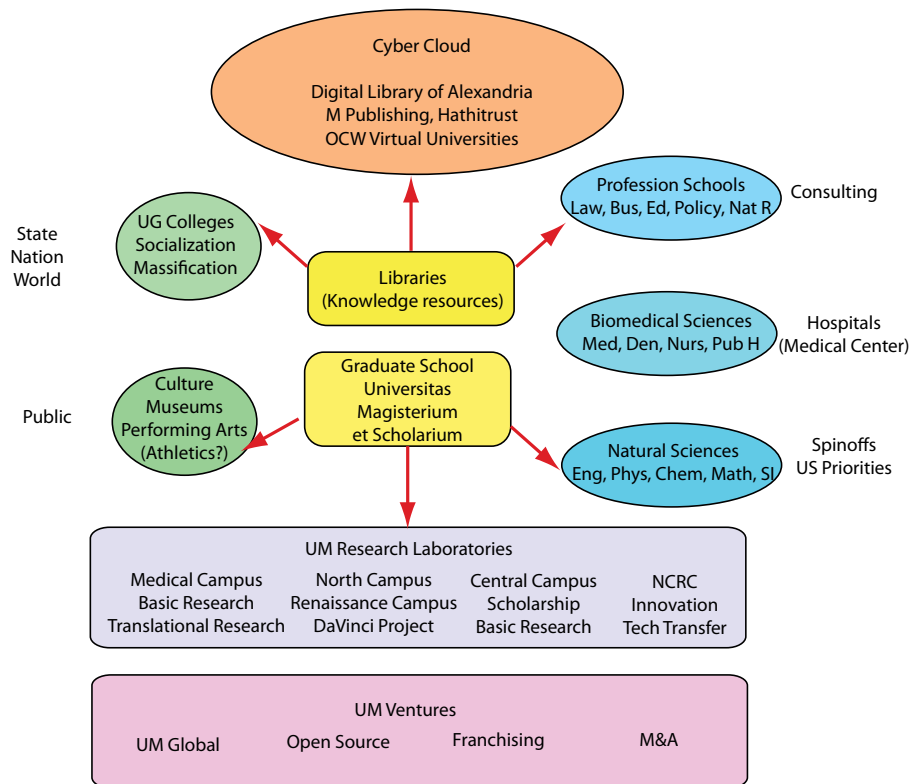 Cyber Cloud
Digital Library of Alexandria
M Publishing, Hathitrust
OCW Virtual Universities
State
Nation
World
UG Colleges
Socialization
Massification
Libraries
(Knowledge resources)
Profession Schools
Law, Bus, Ed, Policy, Nat R
Consulting
Biomedical Sciences
Med, Den, Nurs, Pub H
Hospitals
(Medical Center)
Public
Culture
Museums
Performing Arts
(Athletics?)
Graduate School
Universitas
Magisterium
et Scholarium
Natural Sciences
Eng, Phys, Chem, Math, SI
Spinoffs
US Priorities
UM Research Laboratories
Medical Campus
Basic Research
Translational Research
North Campus
Renaissance Campus
DaVinci Project
Central Campus
Scholarship
Basic Research
NCRC
Innovation
Tech Transfer
UM Ventures
UM Global
Open Source
Franchising
M&A